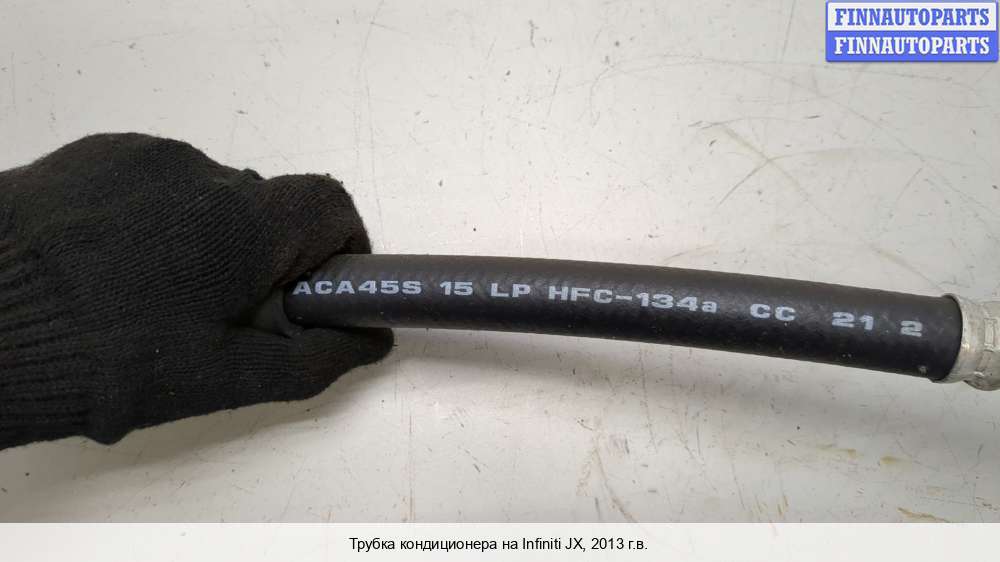 FINNAUTOPARTS
FINNAUTOPARTS
ACA45S 15 LP HFC-134a CC 21 2
Трубка кондиционера на Infiniti JX, 2013 г.в.